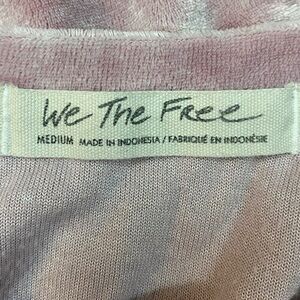 We The Free
MEDIUM MADE IN INDONESIA / FABRIQUÉ EN INDONÉSIE